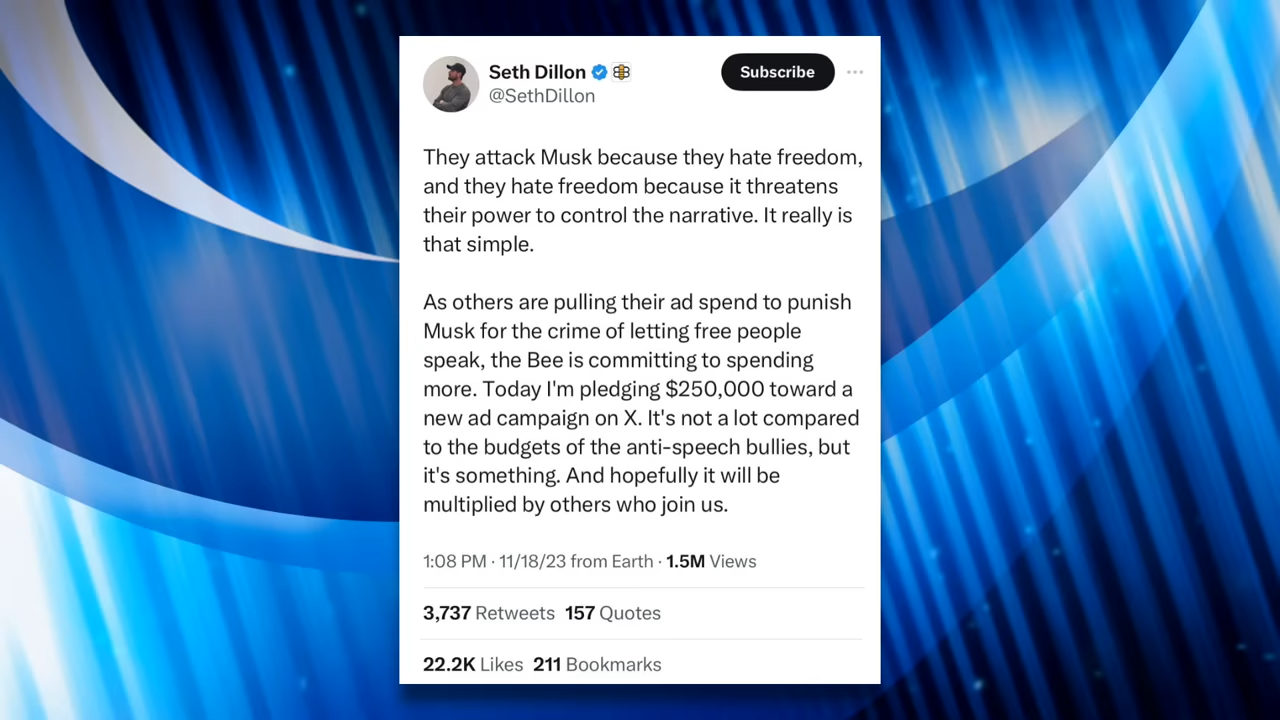 Seth Dillon
@SethDillon
Subscribe
They attack Musk because they hate freedom,
and they hate freedom because it threatens
their power to control the narrative. It really is
that simple.
As others are pulling their ad spend to punish
Musk for the crime of letting free people
speak, the Bee is committing to spending
more. Today I'm pledging $250,000 toward a
new ad campaign on X. It's not a lot compared
to the budgets of the anti-speech bullies, but
it's something. And hopefully it will be
multiplied by others who join us.
1:08 PM · 11/18/23 from Earth · 1.5M Views
3,737 Retweets 157 Quotes
22.2K Likes 211 Bookmarks